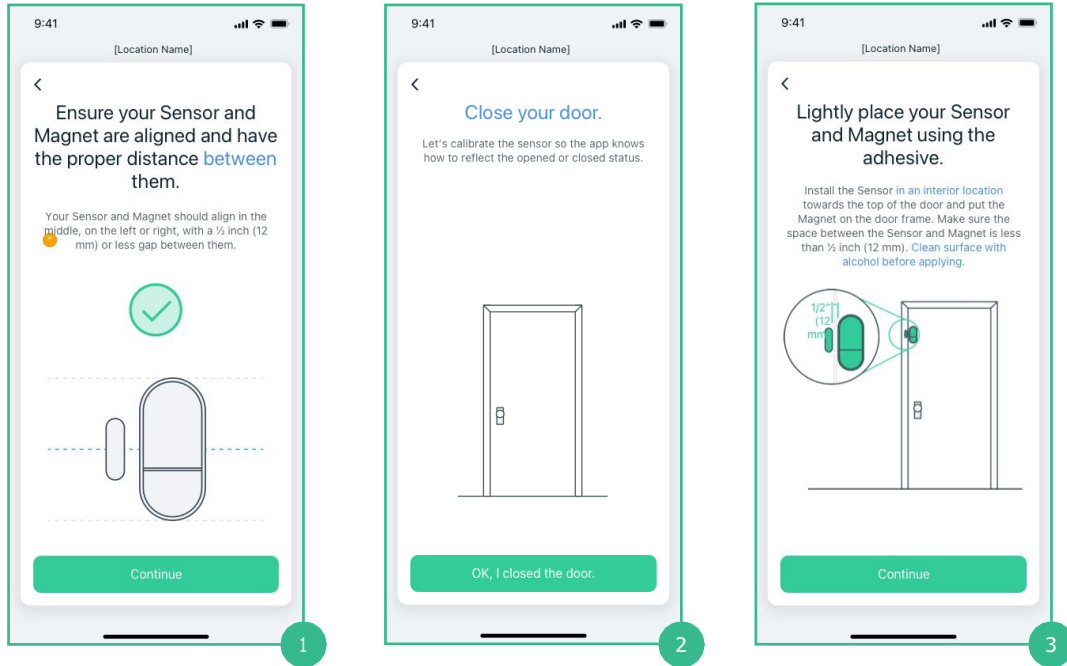 9:41
[Location Name]
Ensure your Sensor and
Magnet are aligned and have
the proper distance between
them.
Your Sensor and Magnet should align in the
middle, on the left or right, with a ½ inch (12
mm) or less gap between them.
Continue
1
9:41
[Location Name]
Close your door.
Let's calibrate the sensor so the app knows
how to reflect the opened or closed status.
OK, I closed the door.
2
9:41
[Location Name]
Lightly place your Sensor
and Magnet using the
adhesive.
Install the Sensor in an interior location
towards the top of the door and put the
Magnet on the door frame. Make sure the
space between the Sensor and Magnet is less
than ½ inch (12 mm). Clean surface with
alcohol before applying.
1/2"
(12
mm
Continue
3